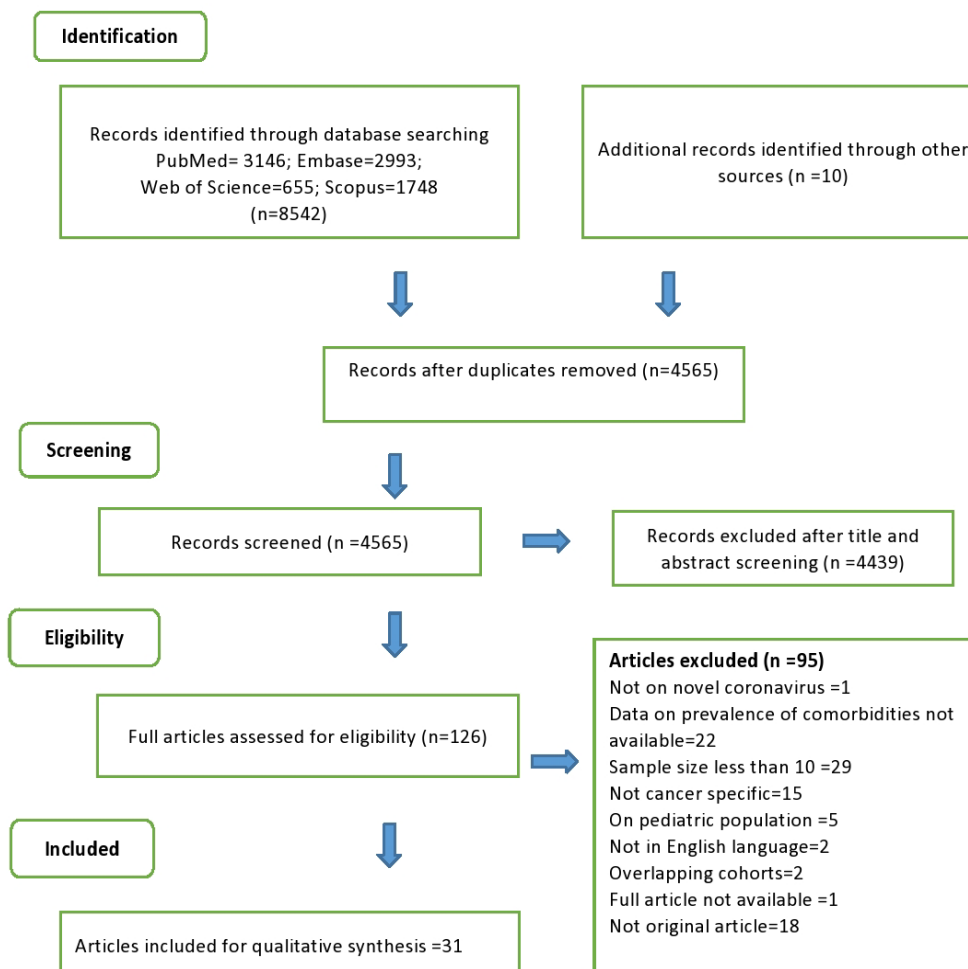 Identification
Records identified through database searching
PubMed= 3146; Embase=2993;
Web of Science=655; Scopus=1748
(n=8542)
Additional records identified through other
sources (n =10)
Records after duplicates removed (n=4565)
Screening
Records screened (n =4565)
Records excluded after title and
abstract screening (n =4439)
Eligibility
Full articles assessed for eligibility (n=126)
Articles excluded (n =95)
Not on novel coronavirus =1
Data on prevalence of comorbidities not
available=22
Sample size less than 10 =29
Not cancer specific=15
On pediatric population =5
Not in English language=2
Overlapping cohorts=2
Full article not available =1
Not original article=18
Included
Articles included for qualitative synthesis =31